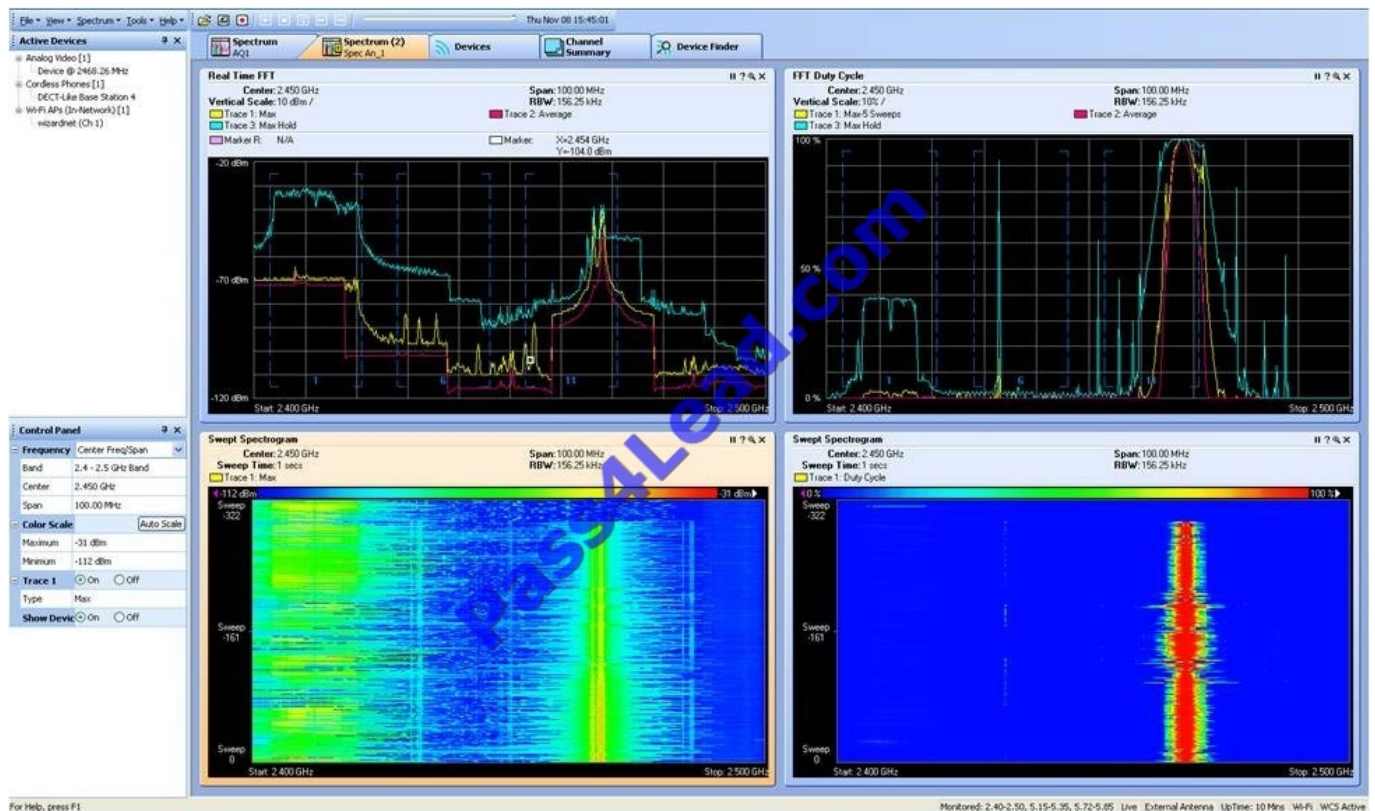 File View Spectrum Tools Help
Thu Nov 08 15:45:01
Active Devices
Analog Video [1]
Device @ 2468.26 MHz
Cordless Phones [1]
DECT-Like Base Station 4
Wi-Fi APs (In-Network) [1]
wizardnet (Ch 1)
Spectrum
AQ1
Spectrum (2)
Spec An_1
Devices
Channel Summary
Device Finder
Real Time FFT
Center: 2.450 GHz
Span: 100.00 MHz
Vertical Scale: 10 dBm /
RBW: 156.25 kHz
Trace 1: Max
Trace 2: Average
Trace 3: Max Hold
Marker R: N/A
Marker: X=2.454 GHz
Y=-104.0 dBm
-20 dBm
-70 dBm
-120 dBm
1
6
11
Start: 2.400 GHz
Stop: 2.500 GHz
FFT Duty Cycle
Center: 2.450 GHz
Span: 100.00 MHz
Vertical Scale: 10% /
RBW: 156.25 kHz
Trace 1: Max-5 Sweeps
Trace 2: Average
Trace 3: Max Hold
100 %
50 %
0 %
1
6
11
Start: 2.400 GHz
Stop: 2.500 GHz
Control Panel
Frequency Center Freq/Span
Band 2.4 - 2.5 GHz Band
Center 2.450 GHz
Span 100.00 MHz
Color Scale Auto Scale
Maximum -31 dBm
Minimum -112 dBm
Trace 1 On Off
Type Max
Show Devic On Off
Swept Spectrogram
Center: 2.450 GHz
Span: 100.00 MHz
Sweep Time: 1 secs
RBW: 156.25 kHz
Trace 1: Max
-112 dBm
-31 dBm
Sweep
-322
Sweep
-161
Sweep
0
Start: 2.400 GHz
Stop: 2.500 GHz
Swept Spectrogram
Center: 2.450 GHz
Span: 100.00 MHz
Sweep Time: 1 secs
RBW: 156.25 kHz
Trace 1: Duty Cycle
0 %
100 %
Sweep
-322
Sweep
-161
Sweep
0
Start: 2.400 GHz
Stop: 2.500 GHz
Pass4Lead.com
For Help, press F1
Monitored: 2.40-2.50, 5.15-5.35, 5.72-5.85 Live External Antenna UpTime: 10 Mins Wi-Fi WCS Active